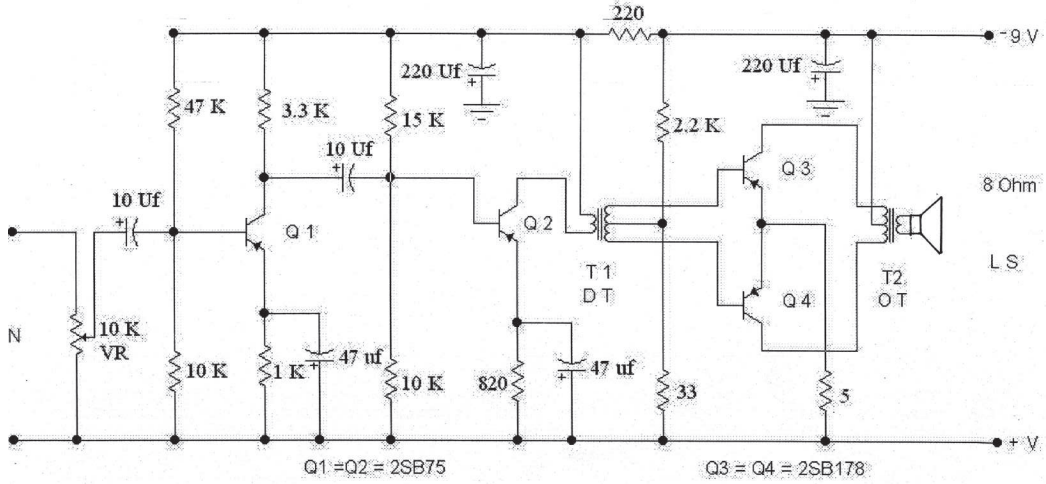 220
- 9 V
220 Uf
220 Uf
47 K
3.3 K
15 K
2.2 K
10 Uf
Q 3
10 Uf
8 Ohm
Q 1
Q 2
T 1
D T
T2
O T
L S
Q 4
N
10 K
VR
47 uf
47 uf
10 K
1 K
10 K
820
33
5
+ V
Q1 =Q2 = 2SB75
Q3 = Q4 = 2SB178
+
+
+
+
+
+